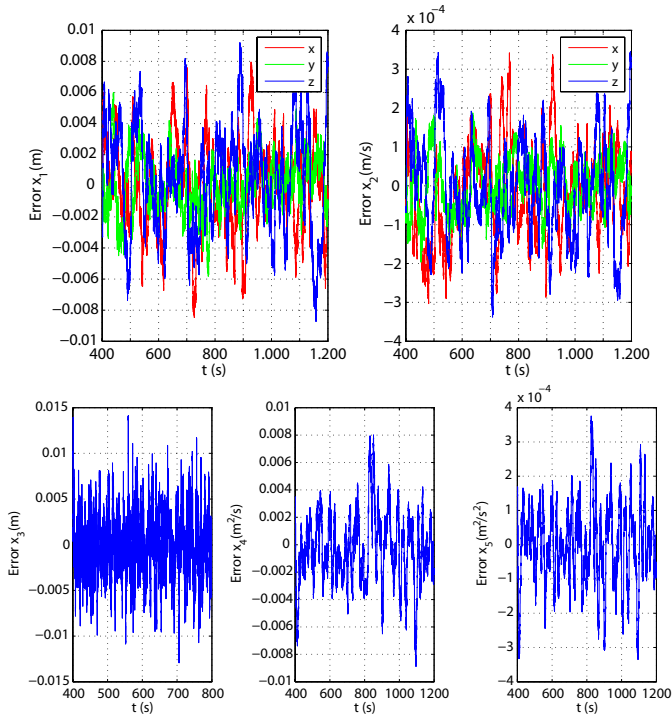 0.01
0.008
0.006
0.004
0.002
0
−0.002
−0.004
−0.006
−0.008
−0.01
400 600 800 1.000 1.200
t (s)
Error x1(m)
x
y
z
x 10−4
4
3
2
1
0
−1
−2
−3
−4
400 600 800 1.000 1.200
t (s)
Error x2(m/s)
x
y
z
0.015
0.01
0.005
0
−0.005
−0.01
−0.015
400 500 600 700 800
t (s)
Error x3(m)
0.01
0.008
0.006
0.004
0.002
0
−0.002
−0.004
−0.006
−0.008
−0.01
400 600 800 1000 1200
t (s)
Error x4(m2/s)
x 10−4
4
3
2
1
0
−1
−2
−3
−4
400 600 800 1000 1200
t (s)
Error x5(m2/s2)